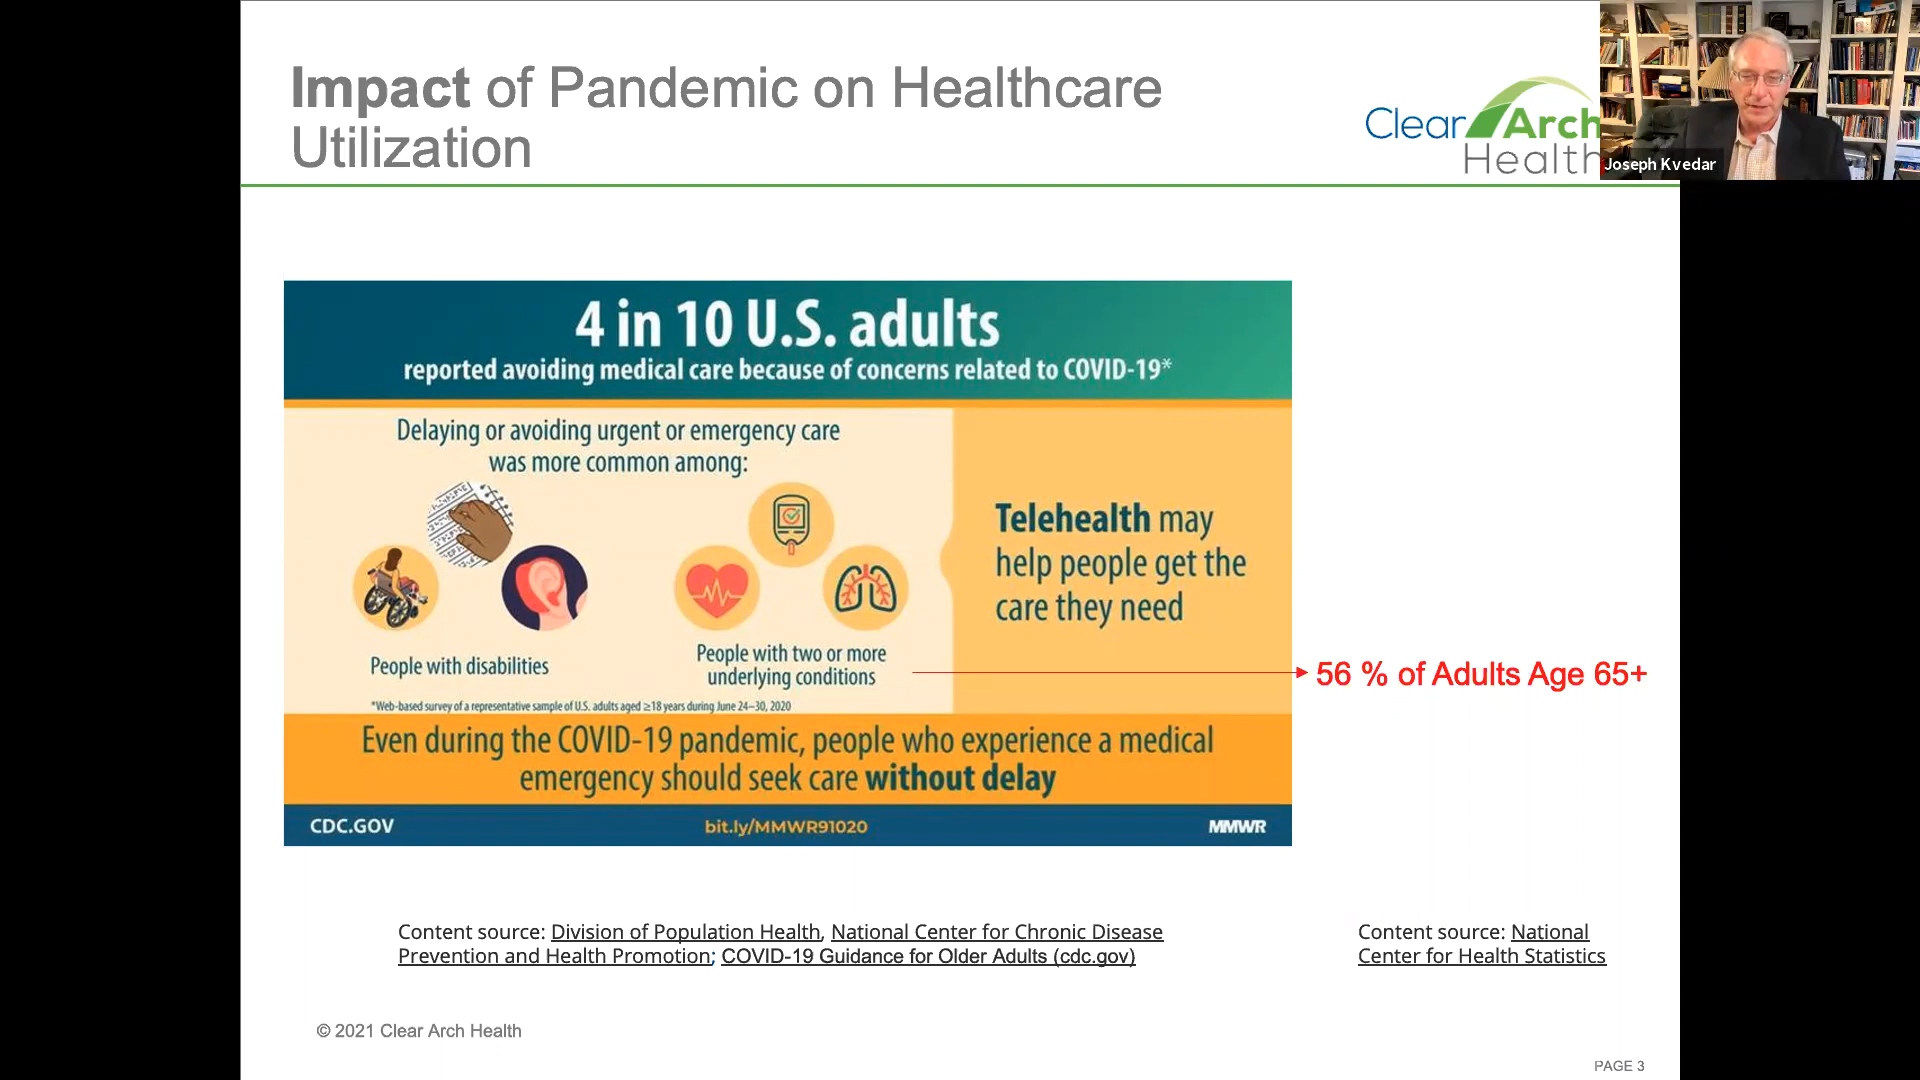 Impact of Pandemic on Healthcare
Utilization
Clear Arch
Health
Joseph Kvedar
4 in 10 U.S. adults
reported avoiding medical care because of concerns related to COVID-19*
Delaying or avoiding urgent or emergency care
was more common among:
People with disabilities
People with two or more
underlying conditions
*Web-based survey of a representative sample of U.S. adults aged ≥18 years during June 24–30, 2020
Telehealth may
help people get the
care they need
56 % of Adults Age 65+
Even during the COVID-19 pandemic, people who experience a medical
emergency should seek care without delay
CDC.GOV
bit.ly/MMWR91020
MMWR
Content source: Division of Population Health, National Center for Chronic Disease
Prevention and Health Promotion; COVID-19 Guidance for Older Adults (cdc.gov)
Content source: National
Center for Health Statistics
© 2021 Clear Arch Health
PAGE 3